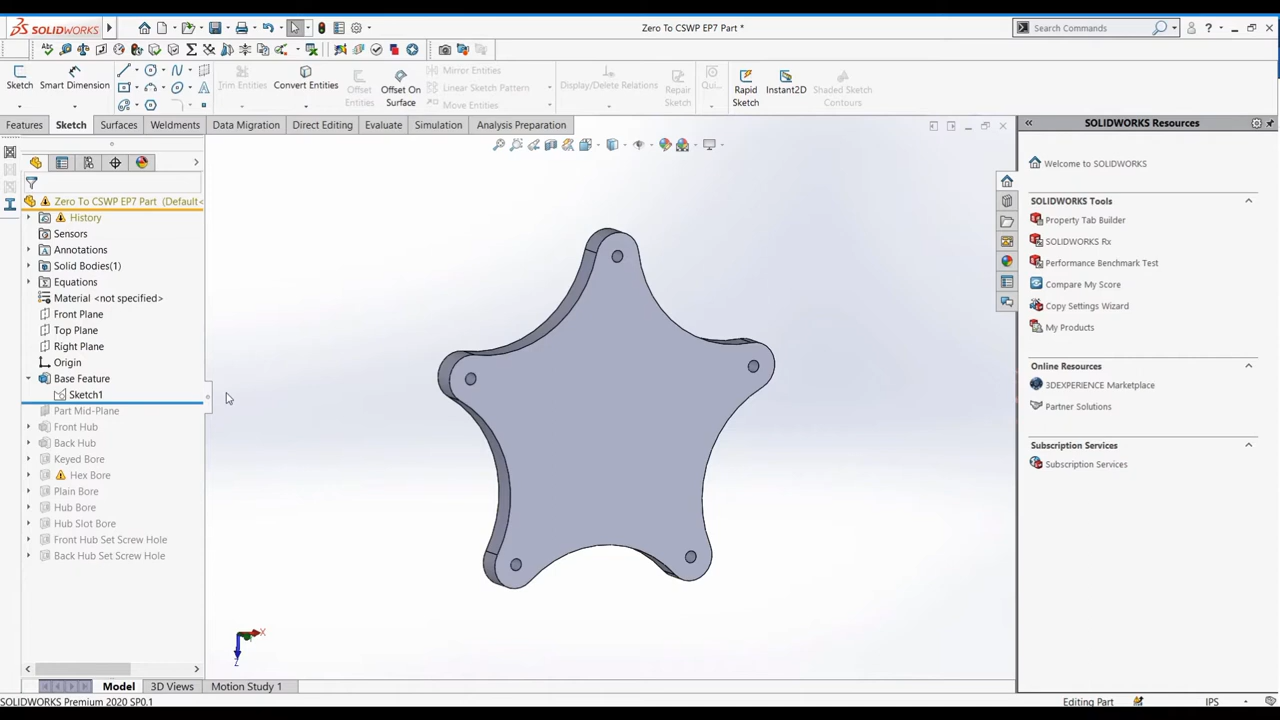 SOLIDWORKS
Zero To CSWP EP7 Part *
Search Commands
Sketch
Smart Dimension
Trim Entities
Convert Entities
Offset Entities
Offset On Surface
Mirror Entities
Linear Sketch Pattern
Move Entities
Display/Delete Relations
Repair Sketch
Qui...
Rapid Sketch
Instant2D
Shaded Sketch Contours
Features
Sketch
Surfaces
Weldments
Data Migration
Direct Editing
Evaluate
Simulation
Analysis Preparation
Zero To CSWP EP7 Part (Default<
History
Sensors
Annotations
Solid Bodies(1)
Equations
Material <not specified>
Front Plane
Top Plane
Right Plane
Origin
Base Feature
Sketch1
Part Mid-Plane
Front Hub
Back Hub
Keyed Bore
Hex Bore
Plain Bore
Hub Bore
Hub Slot Bore
Front Hub Set Screw Hole
Back Hub Set Screw Hole
X
Z
SOLIDWORKS Resources
Welcome to SOLIDWORKS
SOLIDWORKS Tools
Property Tab Builder
SOLIDWORKS Rx
Performance Benchmark Test
Compare My Score
Copy Settings Wizard
My Products
Online Resources
3DEXPERIENCE Marketplace
Partner Solutions
Subscription Services
Subscription Services
Model
3D Views
Motion Study 1
SOLIDWORKS Premium 2020 SP0.1
Editing Part
IPS